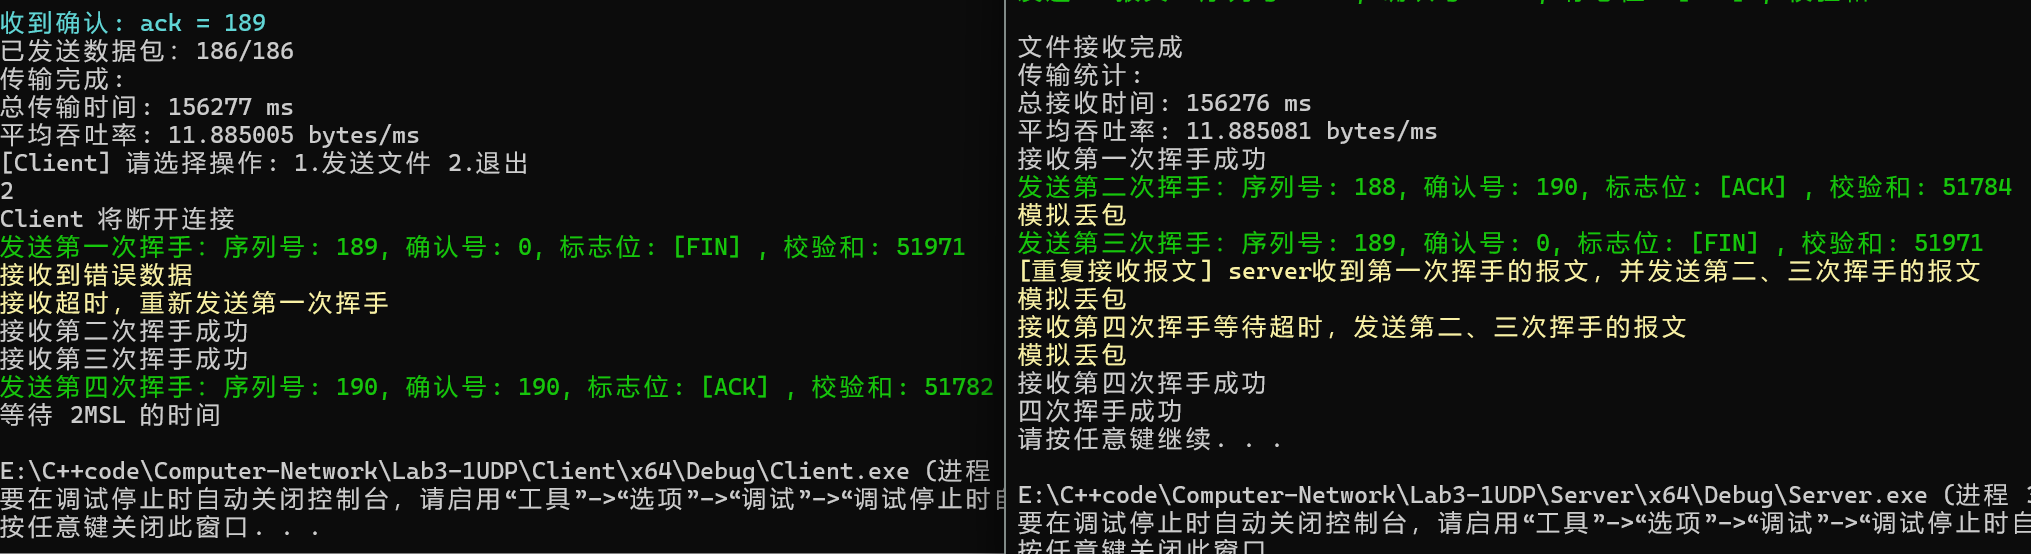 收到确认: ack = 189
已发送数据包: 186/186
传输完成:
总传输时间: 156277 ms
平均吞吐率: 11.885005 bytes/ms
[Client] 请选择操作: 1.发送文件 2.退出
2
Client 将断开连接
发送第一次挥手: 序列号: 189, 确认号: 0, 标志位: [FIN] , 校验和: 51971
接收到错误数据
接收超时, 重新发送第一次挥手
接收第二次挥手成功
接收第三次挥手成功
发送第四次挥手: 序列号: 190, 确认号: 190, 标志位: [ACK] , 校验和: 51782
等待 2MSL 的时间
E:\C++code\Computer-Network\Lab3-1UDP\Client\x64\Debug\Client.exe (进程
要在调试停止时自动关闭控制台, 请启用“工具”->“选项”->“调试”->“调试停止时自
按任意键关闭此窗口. . .
文件接收完成
传输统计:
总接收时间: 156276 ms
平均吞吐率: 11.885081 bytes/ms
接收第一次挥手成功
发送第二次挥手: 序列号: 188, 确认号: 190, 标志位: [ACK] , 校验和: 51784
模拟丢包
发送第三次挥手: 序列号: 189, 确认号: 0, 标志位: [FIN] , 校验和: 51971
[重复接收报文] server收到第一次挥手的报文, 并发送第二、三次挥手的报文
模拟丢包
接收第四次挥手等待超时, 发送第二、三次挥手的报文
模拟丢包
接收第四次挥手成功
四次挥手成功
请按任意键继续. . .
E:\C++code\Computer-Network\Lab3-1UDP\Server\x64\Debug\Server.exe (进程 3
要在调试停止时自动关闭控制台, 请启用“工具”->“选项”->“调试”->“调试停止时自
按任意键关闭此窗口